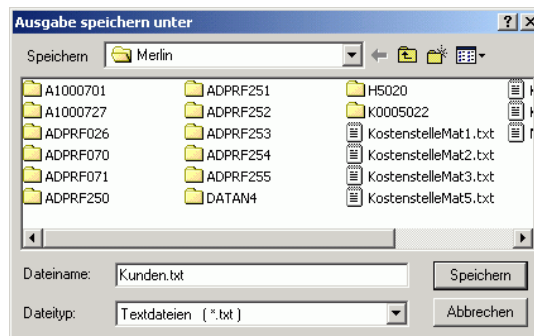 Ausgabe speichern unter
Speichern Merlin
A1000701 ADPRF251 H5020
A1000727 ADPRF252 K0005022
ADPRF026 ADPRF253 KostenstelleMat1.txt
ADPRF070 ADPRF254 KostenstelleMat2.txt
ADPRF071 ADPRF255 KostenstelleMat3.txt
ADPRF250 DATAN4 KostenstelleMat5.txt
Dateiname: Kunden.txt Speichern
Dateityp: Textdateien ( *.txt ) Abbrechen